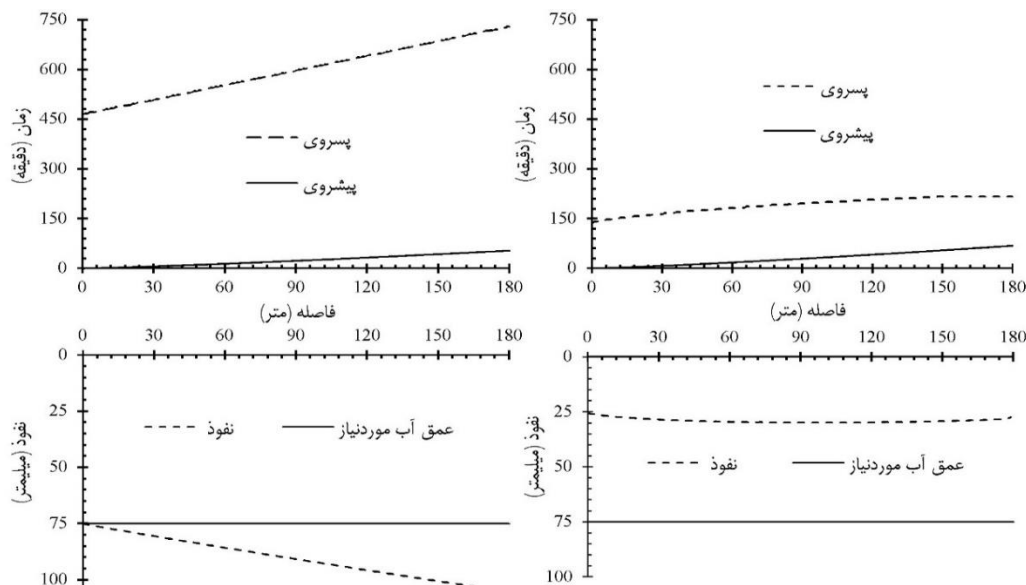 750
600
450
300
150
0
زمان (دقیقه)
پسروی
پیشروی
0 30 60 90 120 150 180
فاصله (متر)
750
600
450
300
150
0
زمان (دقیقه)
پسروی
پیشروی
0 30 60 90 120 150 180
فاصله (متر)
0 30 60 90 120 150 180
0
25
50
75
100
نفوذ (میلیمتر)
نفوذ
عمق آب موردنیاز
0 30 60 90 120 150 180
0
25
50
75
100
نفوذ (میلیمتر)
نفوذ
عمق آب موردنیاز